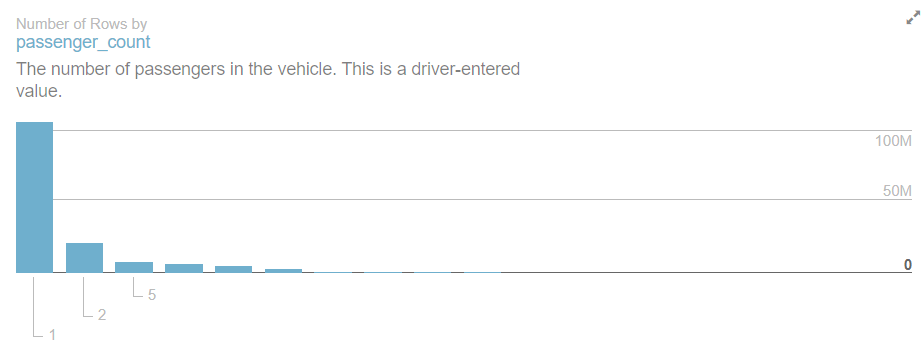 Number of Rows by
passenger_count
The number of passengers in the vehicle. This is a driver-entered
value.
100M
50M
0
5
2
1